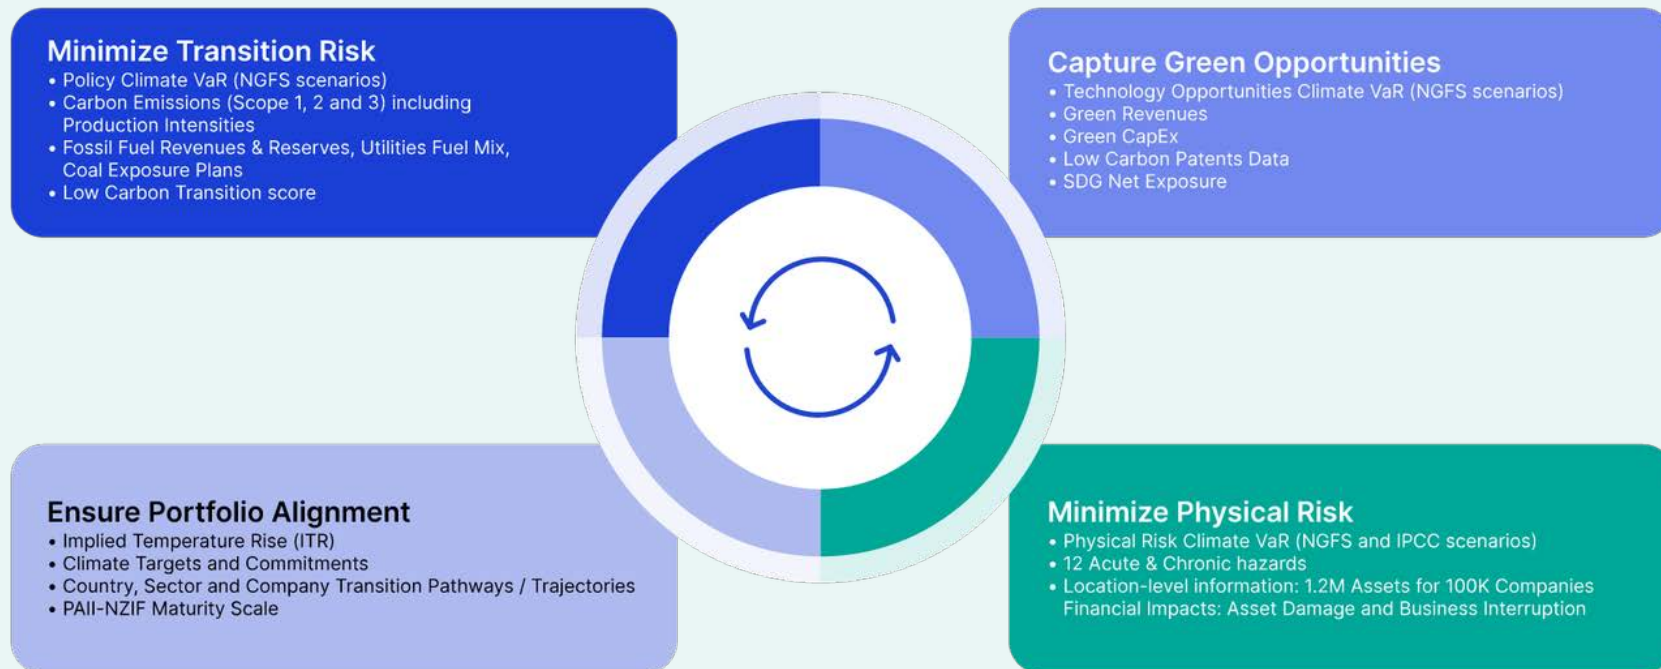 Minimize Transition Risk
• Policy Climate VaR (NGFS scenarios)
• Carbon Emissions (Scope 1, 2 and 3) including
Production Intensities
• Fossil Fuel Revenues & Reserves, Utilities Fuel Mix,
Coal Exposure Plans
• Low Carbon Transition score
Capture Green Opportunities
• Technology Opportunities Climate VaR (NGFS scenarios)
• Green Revenues
• Green CapEx
• Low Carbon Patents Data
• SDG Net Exposure
Ensure Portfolio Alignment
• Implied Temperature Rise (ITR)
• Climate Targets and Commitments
• Country, Sector and Company Transition Pathways / Trajectories
• PAII-NZIF Maturity Scale
Minimize Physical Risk
• Physical Risk Climate VaR (NGFS and IPCC scenarios)
• 12 Acute & Chronic hazards
• Location-level information: 1.2M Assets for 100K Companies
Financial Impacts: Asset Damage and Business Interruption